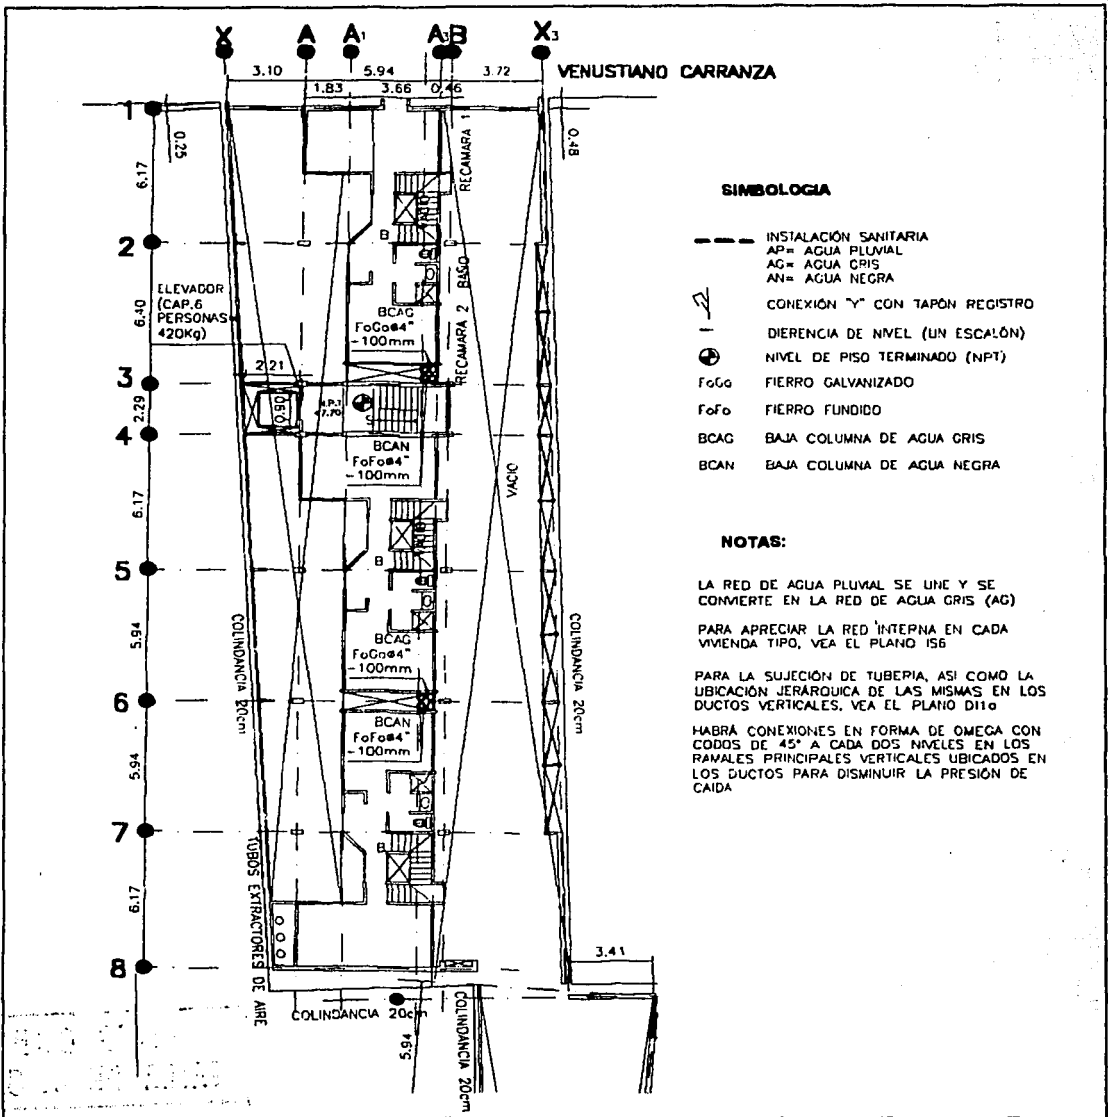 X A A1 A3 B X3
3.10 5.94 3.72
VENUSTIANO CARRANZA
1.83 3.66 0.46
1
0.25
0.48
6.17
RECAMARA 1
2
B
ELEVADOR
(CAP.6
PERSONAS
420Kg)
6.40
BAÑO
RECAMARA 2
BCAG
FoGoø4"
-100mm
2.21
3
2.29
N.P.T
+7.70
S
4
BCAN
FoFoø4"
-100mm
VACIO
6.17
5
B
5.94
COLINDANCIA 20cm
COLINDANCIA 20cm
BCAG
FoGoø4"
-100mm
6
BCAN
FoFoø4"
-100mm
5.94
7
B
6.17
TUBOS EXTRACTORES DE AIRE
8
3.41
COLINDANCIA 20cm
5.94
COLINDANCIA 20cm
SIMBOLOGIA
INSTALACIÓN SANITARIA
AP= AGUA PLUVIAL
AG= AGUA GRIS
AN= AGUA NEGRA
CONEXIÓN "Y" CON TAPÓN REGISTRO
DIERENCIA DE NIVEL (UN ESCALÓN)
NIVEL DE PISO TERMINADO (NPT)
FoGo FIERRO GALVANIZADO
FoFo FIERRO FUNDIDO
BCAG BAJA COLUMNA DE AGUA GRIS
BCAN BAJA COLUMNA DE AGUA NEGRA
NOTAS:
LA RED DE AGUA PLUVIAL SE UNE Y SE
CONVIERTE EN LA RED DE AGUA GRIS (AG)
PARA APRECIAR LA RED INTERNA EN CADA
VIVIENDA TIPO, VEA EL PLANO IS6
PARA LA SUJECIÓN DE TUBERIA, ASI COMO LA
UBICACIÓN JERÁRQUICA DE LAS MISMAS EN LOS
DUCTOS VERTICALES, VEA EL PLANO DI1a
HABRÁ CONEXIONES EN FORMA DE OMEGA CON
CODOS DE 45° A CADA DOS NIVELES EN LOS
RAMALES PRINCIPALES VERTICALES UBICADOS EN
LOS DUCTOS PARA DISMINUIR LA PRESIÓN DE
CAIDA